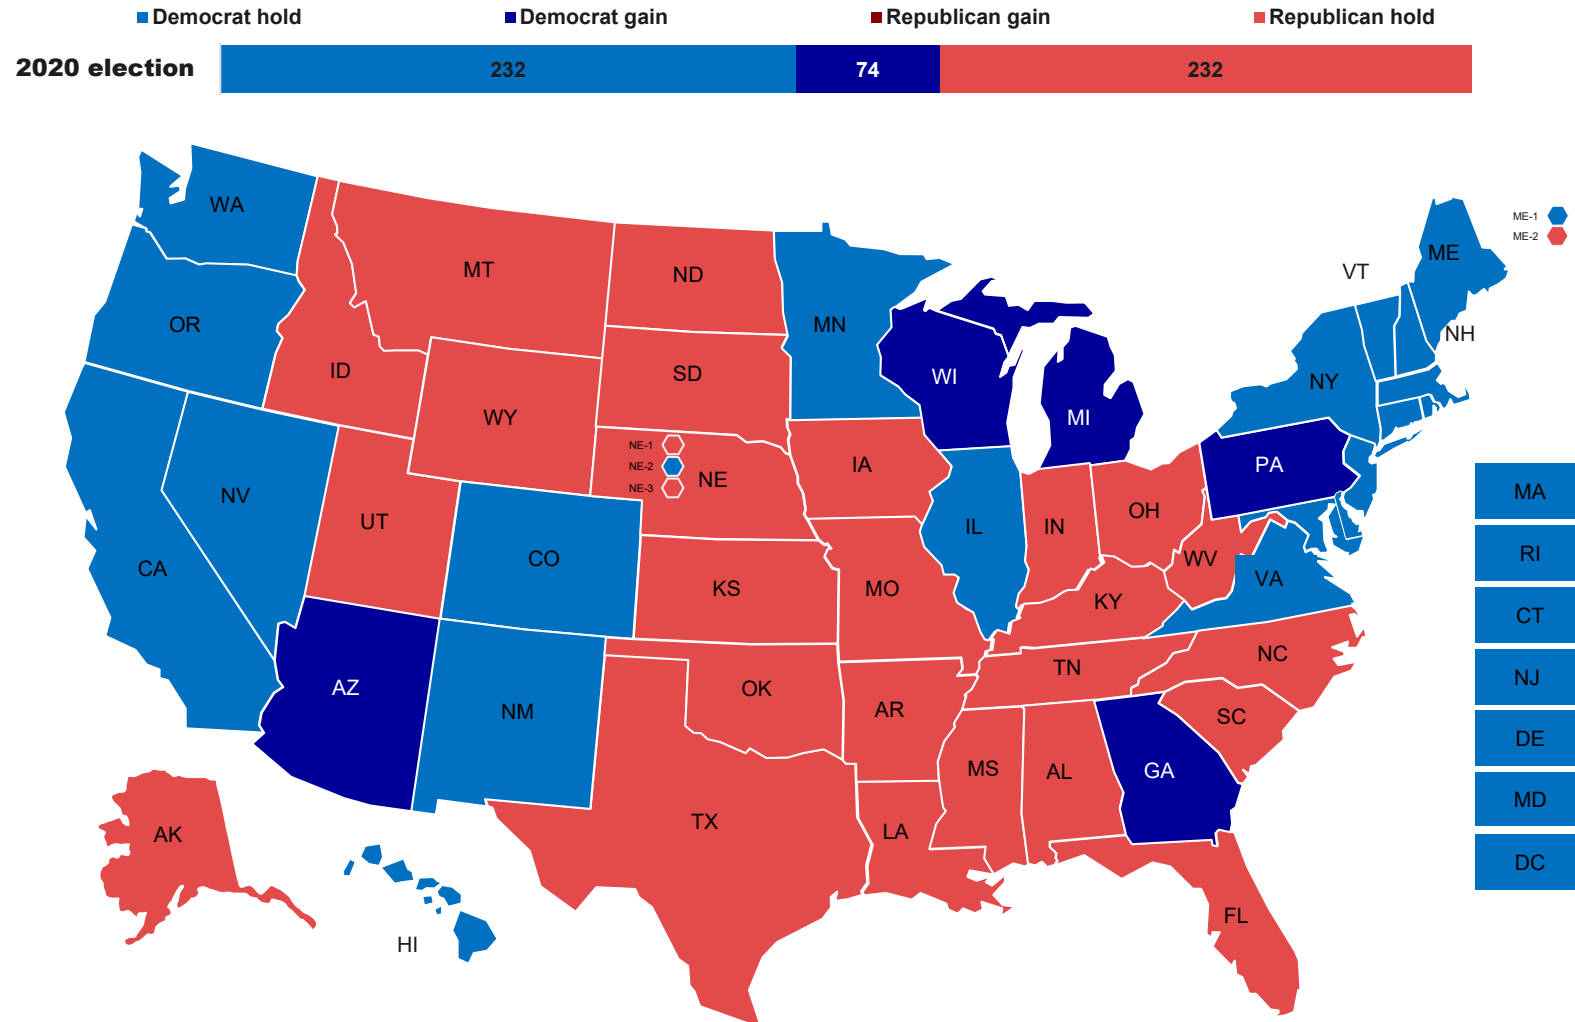 Democrat hold
Democrat gain
Republican gain
Republican hold
2020 election
232
74
232
WA
ME-1
ME-2
ME
VT
MT
ND
OR
MN
NH
ID
SD
WI
NY
WY
MI
NE-1
NE-2
NE-3
NE
IA
PA
NV
MA
UT
OH
IL
IN
RI
CO
WV
CA
VA
KS
MO
KY
CT
NC
TN
NJ
AZ
OK
NM
AR
SC
DE
MS
AL
GA
MD
TX
LA
AK
DC
FL
HI